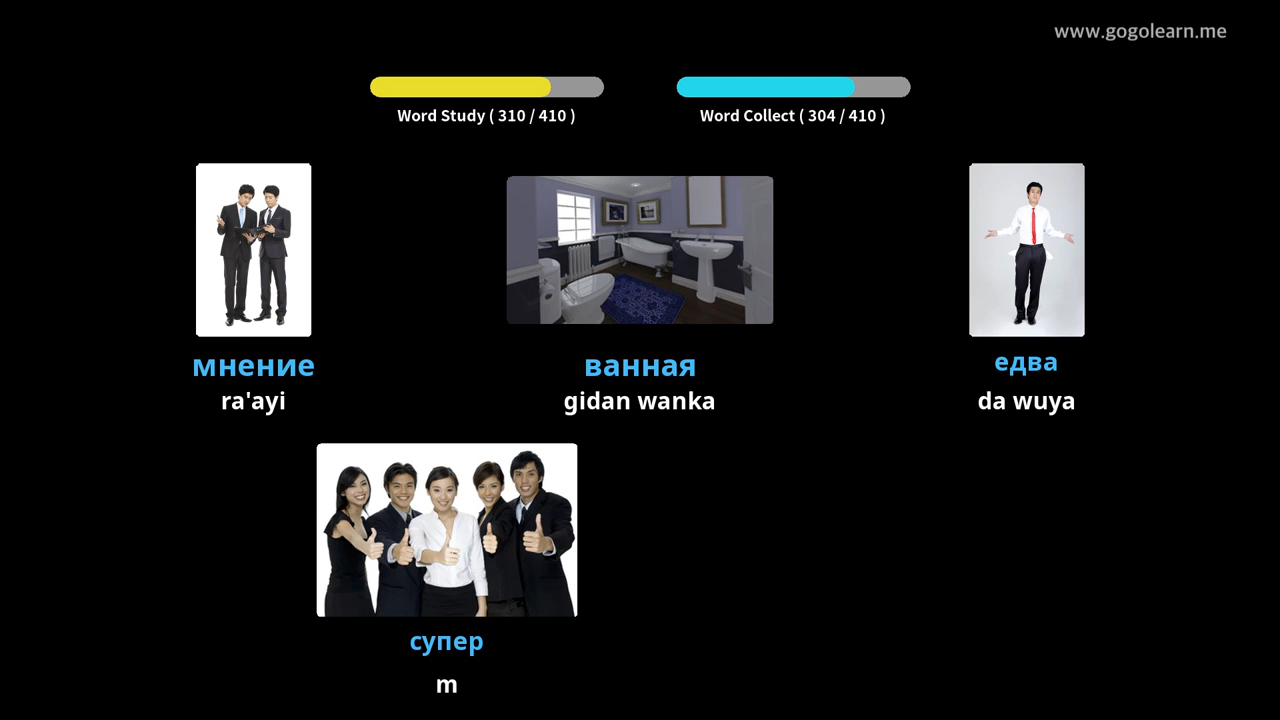 www.gogolearn.me
Word Study ( 310 / 410 )
Word Collect ( 304 / 410 )
мнение
ra'ayi
ванная
gidan wanka
едва
da wuya
супер
m